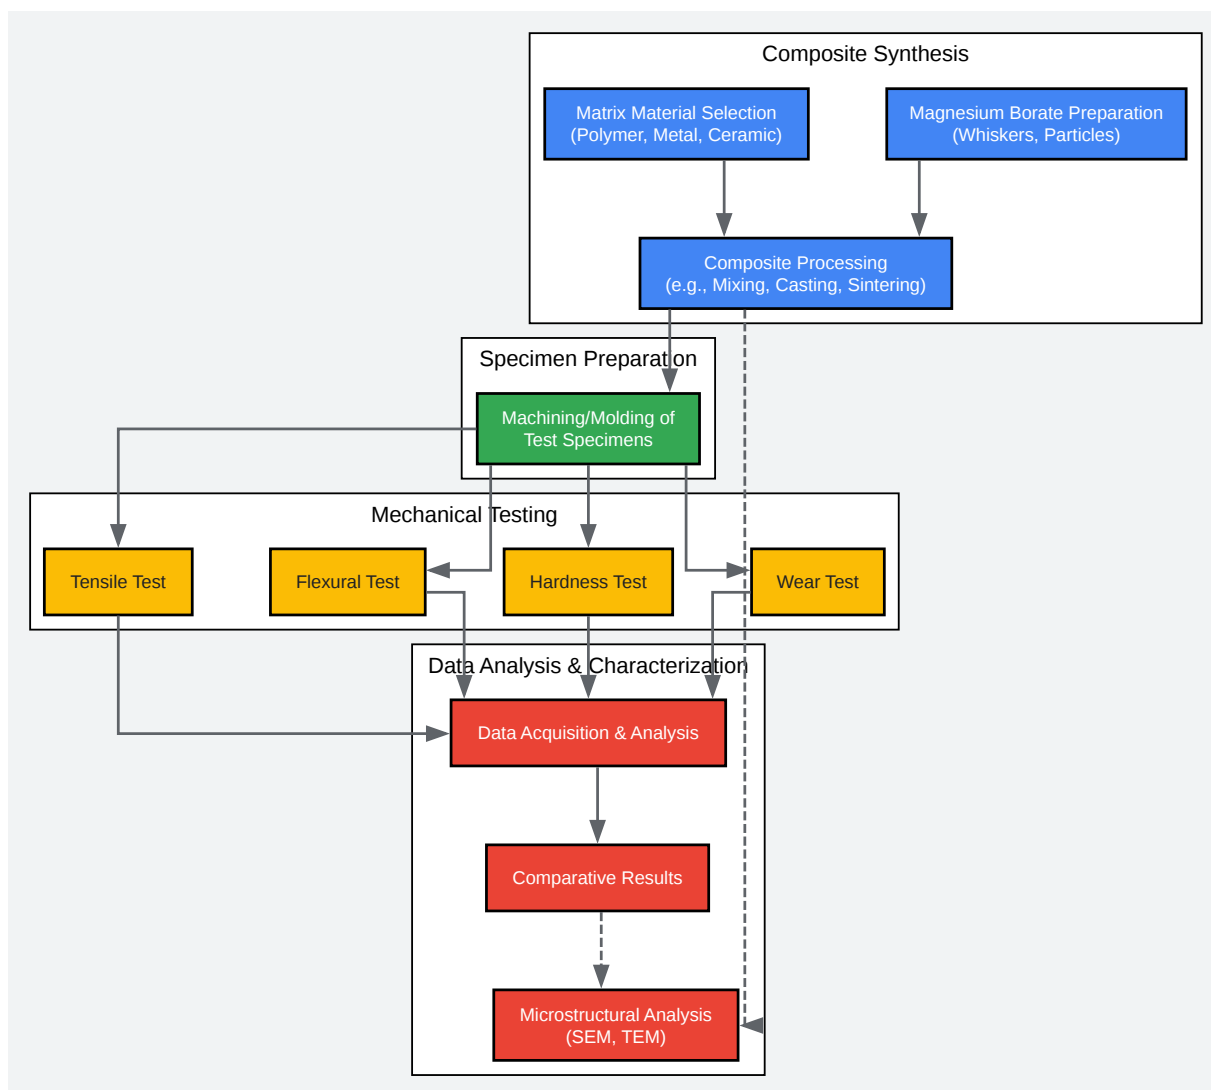 Composite Synthesis
Matrix Material Selection
(Polymer, Metal, Ceramic)
Magnesium Borate Preparation
(Whiskers, Particles)
Composite Processing
(e.g., Mixing, Casting, Sintering)
Specimen Preparation
Machining/Molding of
Test Specimens
Mechanical Testing
Tensile Test
Flexural Test
Hardness Test
Wear Test
Data Analysis & Characterization
Data Acquisition & Analysis
Comparative Results
Microstructural Analysis
(SEM, TEM)